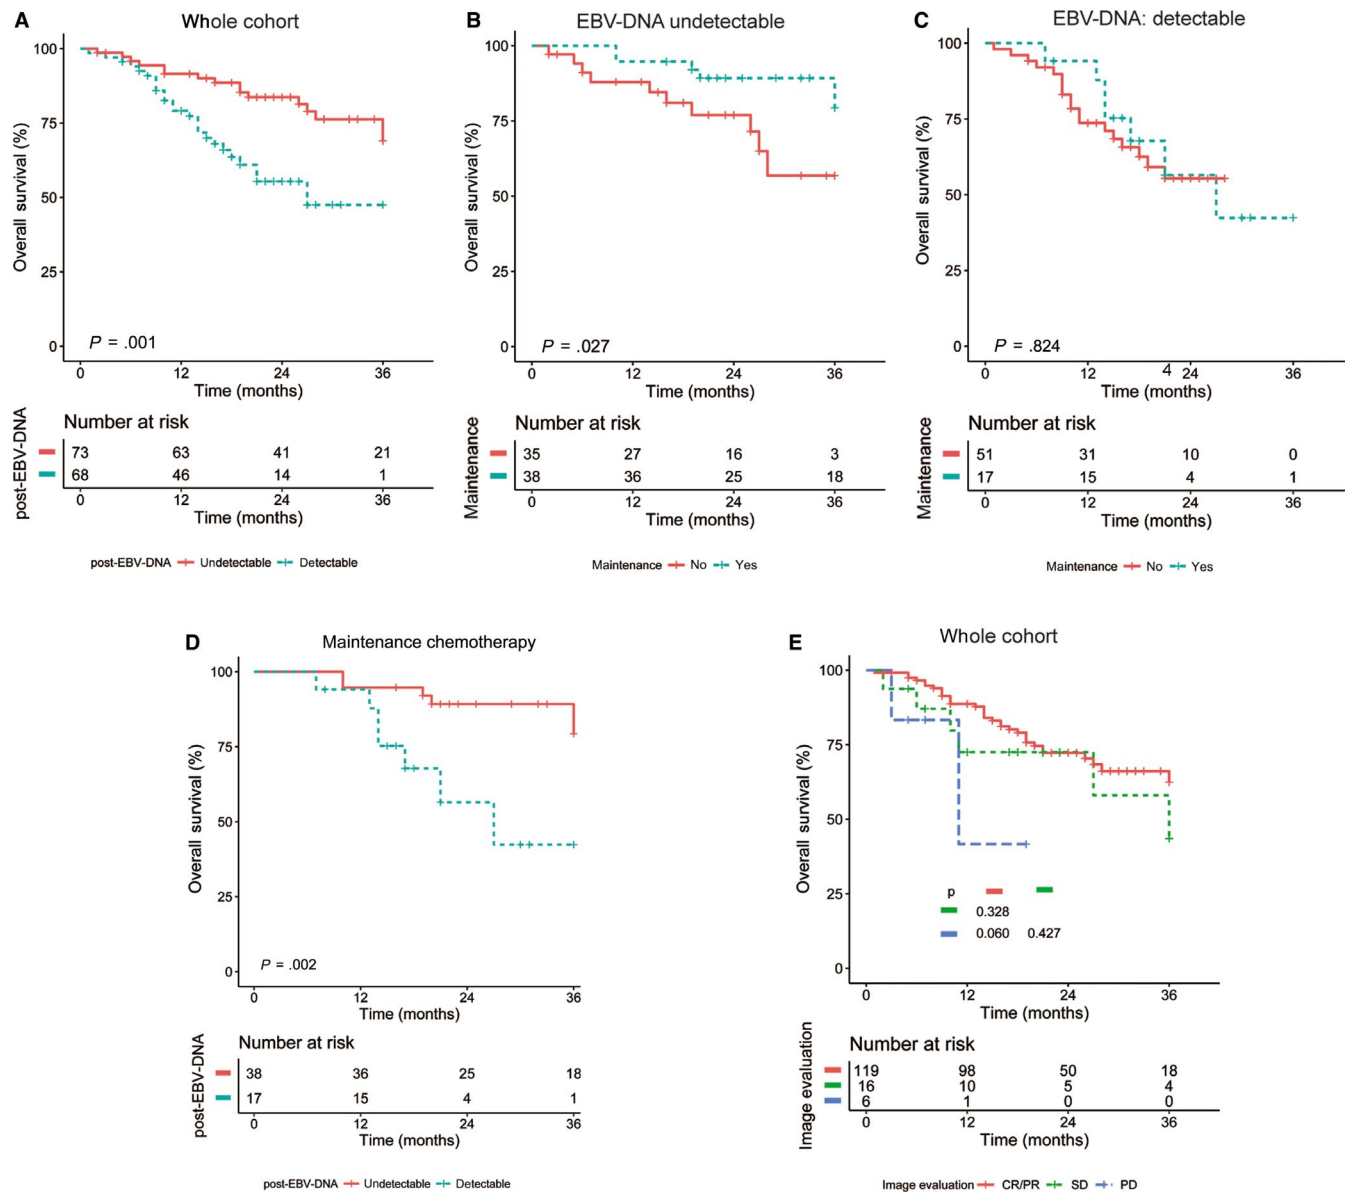 A Whole cohort
100
75
50
25
0
Overall survival (%)
P = .001
0 12 24 36
Time (months)
Number at risk
post-EBV-DNA
73 63 41 21
68 46 14 1
0 12 24 36
Time (months)
post-EBV-DNA Undetectable Detectable
B EBV-DNA undetectable
100
75
50
25
0
Overall survival (%)
P = .027
0 12 24 36
Time (months)
Number at risk
Maintenance
35 27 16 3
38 36 25 18
0 12 24 36
Time (months)
Maintenance No Yes
C EBV-DNA: detectable
100
75
50
25
0
Overall survival (%)
P = .824
0 12 4 24 36
Time (months)
Number at risk
Maintenance
51 31 10 0
17 15 4 1
0 12 24 36
Time (months)
Maintenance No Yes
D Maintenance chemotherapy
100
75
50
25
0
Overall survival (%)
P = .002
0 12 24 36
Time (months)
Number at risk
post-EBV-DNA
38 36 25 18
17 15 4 1
0 12 24 36
Time (months)
post-EBV-DNA Undetectable Detectable
E Whole cohort
100
75
50
25
0
Overall survival (%)
p
0.328
0.060 0.427
0 12 24 36
Time (months)
Number at risk
Image evaluation
119 98 50 18
16 10 5 4
6 1 0 0
0 12 24 36
Time (months)
Image evaluation CR/PR SD PD